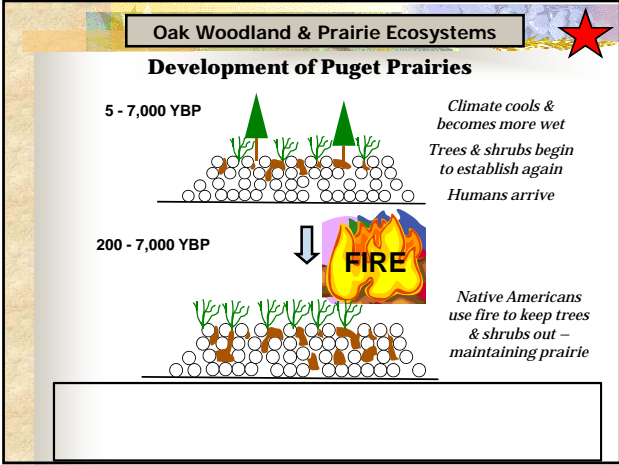 Oak Woodland & Prairie Ecosystems
Development of Puget Prairies
5 - 7,000 YBP
Climate cools &
becomes more wet
Trees & shrubs begin
to establish again
Humans arrive
200 - 7,000 YBP
FIRE
Native Americans
use fire to keep trees
& shrubs out –
maintaining prairie